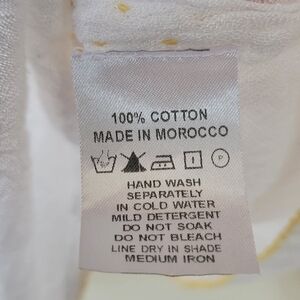 100% COTTON
MADE IN MOROCCO
P
HAND WASH
SEPARATELY
IN COLD WATER
MILD DETERGENT
DO NOT SOAK
DO NOT BLEACH
LINE DRY IN SHADE
MEDIUM IRON